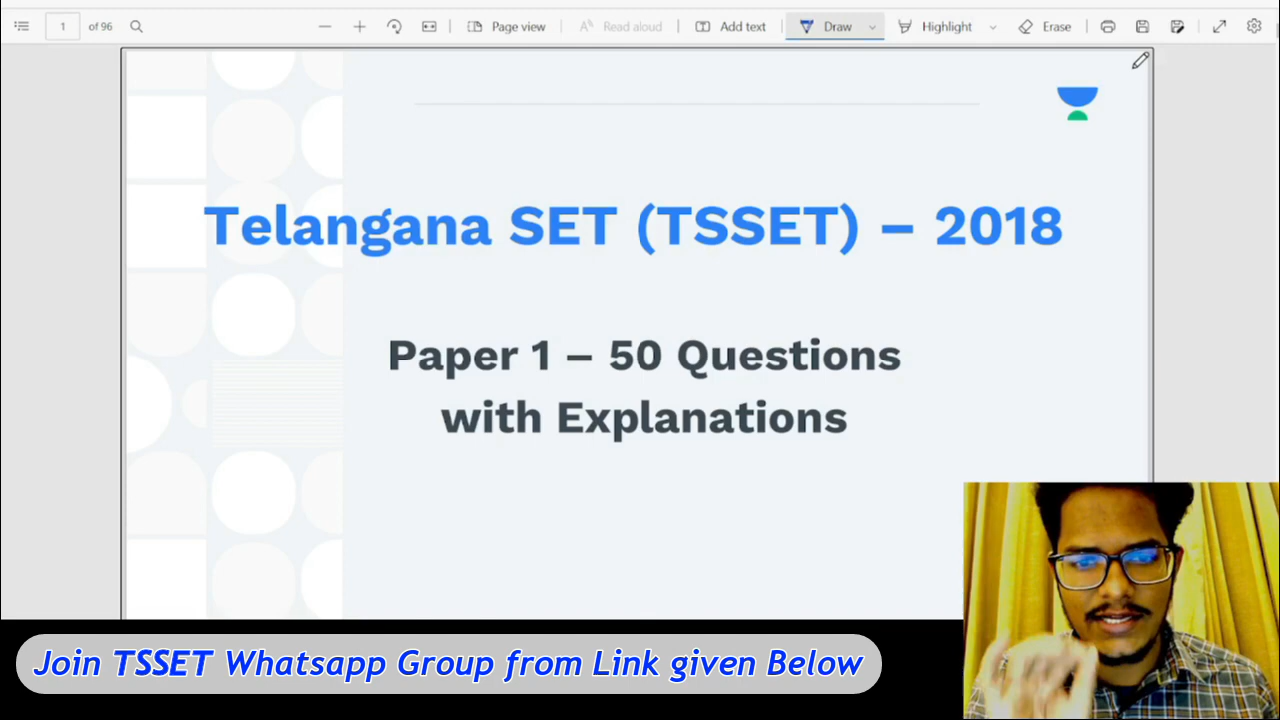 1 of 96 Page view Read aloud Add text Draw Highlight Erase
Telangana SET (TSSET) – 2018
Paper 1 – 50 Questions
with Explanations
Join TSSET Whatsapp Group from Link given Below